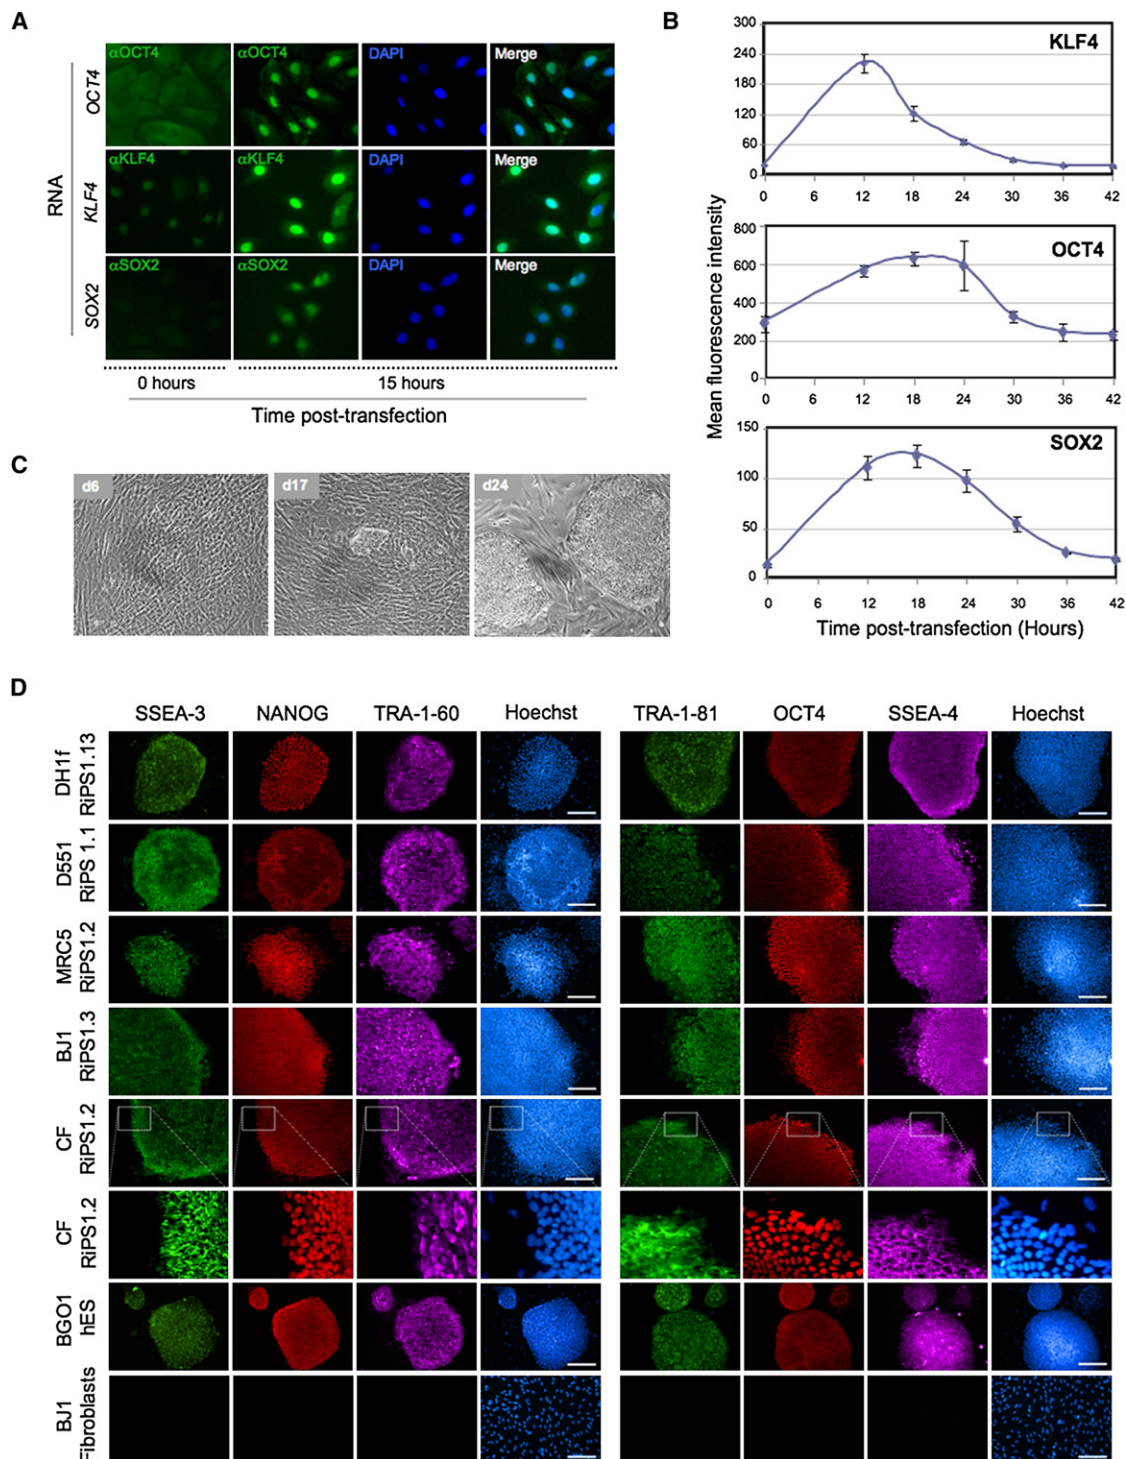 A
RNA
OCT4
αOCT4
αOCT4
DAPI
Merge
KLF4
αKLF4
αKLF4
DAPI
Merge
SOX2
αSOX2
αSOX2
DAPI
Merge
0 hours
15 hours
Time post-transfection
B
Mean fluorescence intensity
KLF4
300
240
180
120
60
0
0 6 12 18 24 30 36 42
OCT4
800
600
400
200
0
0 6 12 18 24 30 36 42
SOX2
150
100
50
0
0 6 12 18 24 30 36 42
Time post-transfection (Hours)
C
d6
d17
d24
D
SSEA-3 NANOG TRA-1-60 Hoechst TRA-1-81 OCT4 SSEA-4 Hoechst
DH1f
RiPS1.13
D551
RiPS 1.1
MRC5
RiPS1.2
BJ1
RiPS1.3
CF
RiPS1.2
CF
RiPS1.2
BGO1
hES
BJ1
Fibroblasts